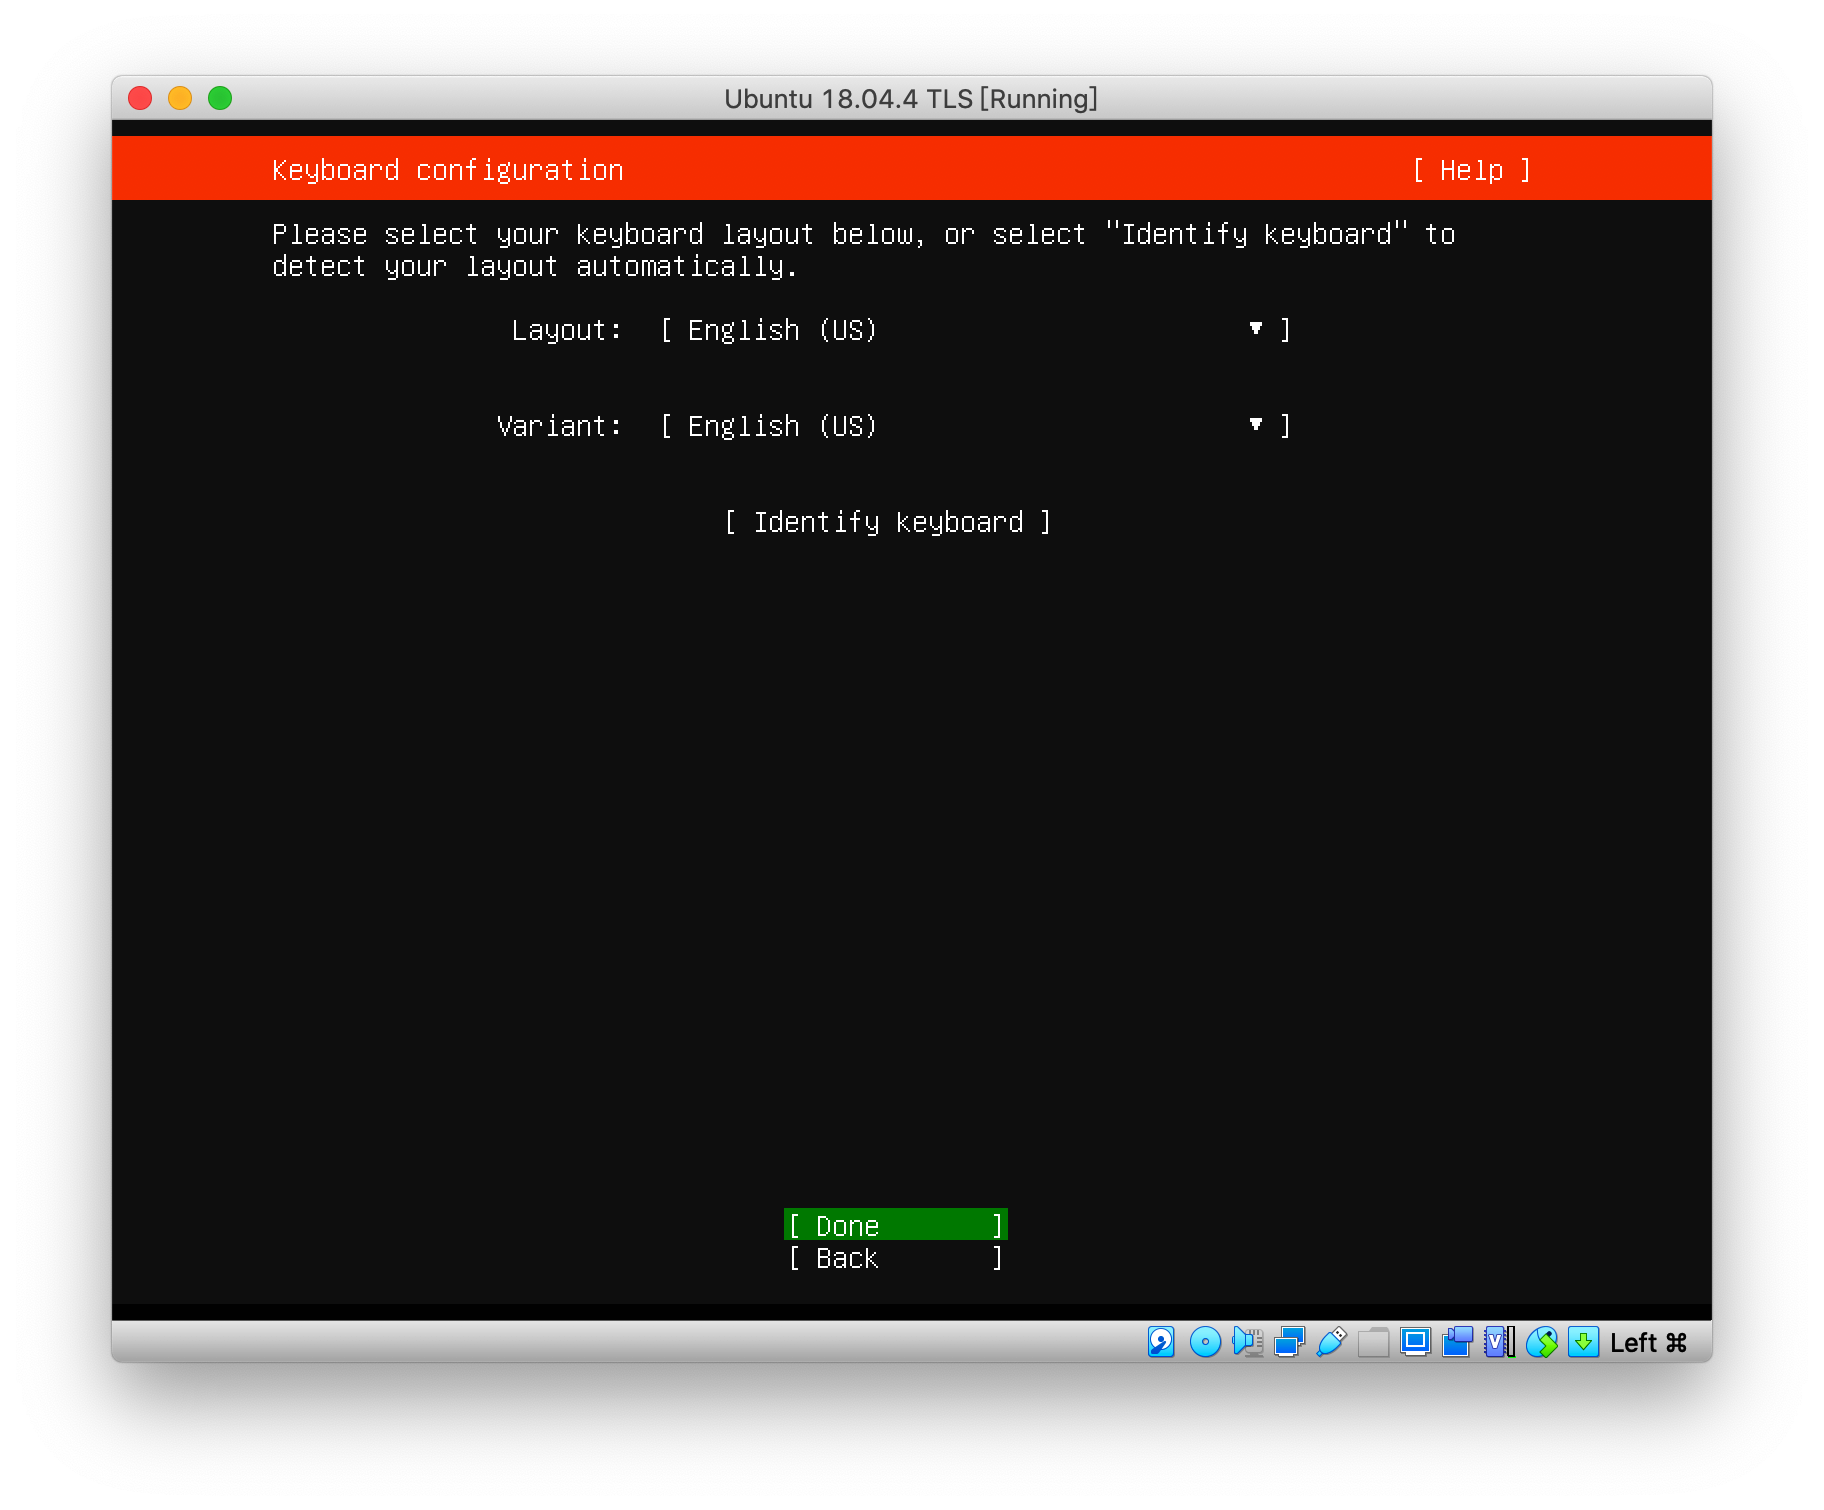 Ubuntu 18.04.4 TLS [Running]
Keyboard configuration [ Help ]
Please select your keyboard layout below, or select "Identify keyboard" to
detect your layout automatically.
Layout: [ English (US) ▼ ]
Variant: [ English (US) ▼ ]
[ Identify keyboard ]
[ Done ]
[ Back ]
Left ⌘